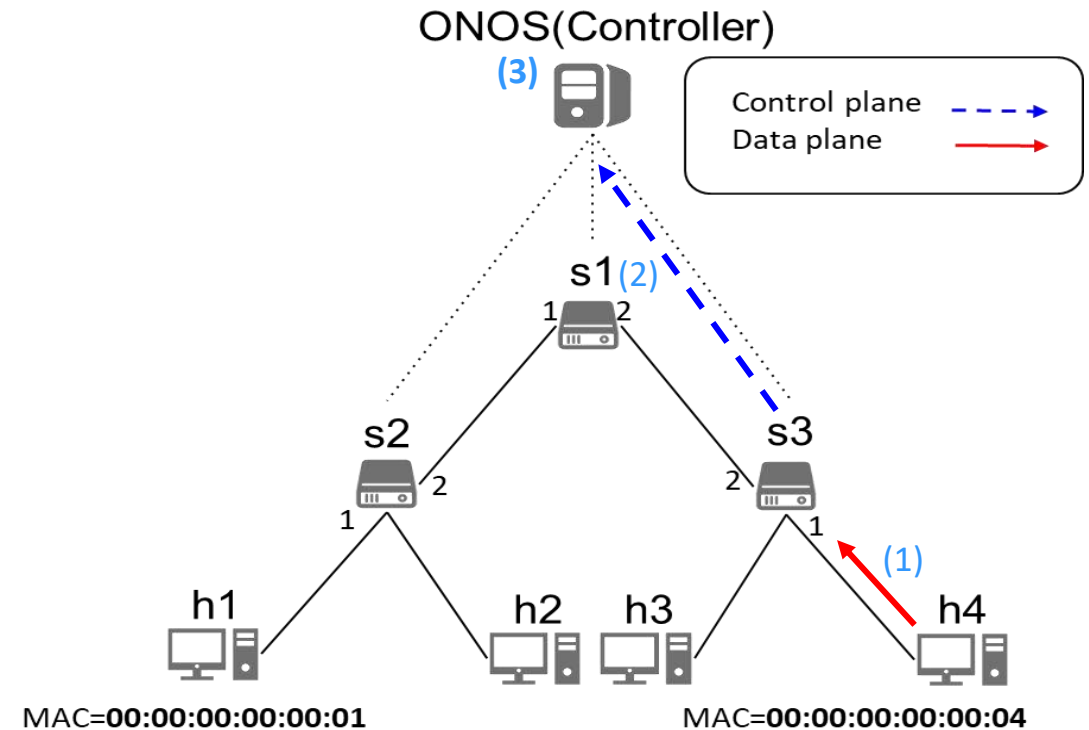 ONOS(Controller)
(3)
Control plane
Data plane
s1
(2)
1
2
s2
s3
2
2
1
1
(1)
h1
h2
h3
h4
MAC=00:00:00:00:00:01
MAC=00:00:00:00:00:04